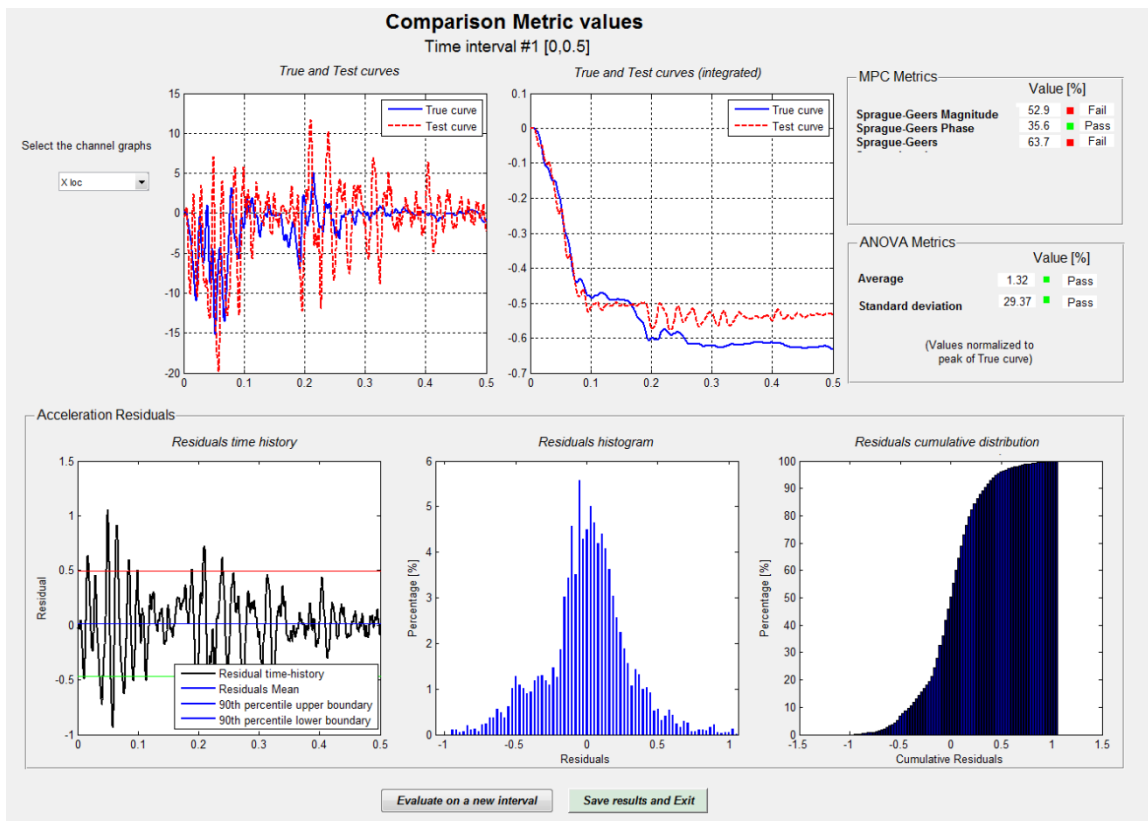 Comparison Metric values
Time interval #1 [0,0.5]
True and Test curves
True and Test curves (integrated)
Select the channel graphs
X loc
15
10
5
0
-5
-10
-15
-20
0 0.1 0.2 0.3 0.4 0.5
True curve
Test curve
0.1
0
-0.1
-0.2
-0.3
-0.4
-0.5
-0.6
-0.7
0 0.1 0.2 0.3 0.4 0.5
True curve
Test curve
MPC Metrics
Value [%]
Sprague-Geers Magnitude 52.9 Fail
Sprague-Geers Phase 35.6 Pass
Sprague-Geers 63.7 Fail
ANOVA Metrics
Value [%]
Average 1.32 Pass
Standard deviation 29.37 Pass
(Values normalized to
peak of True curve)
Acceleration Residuals
Residuals time history
1.5
1
0.5
0
-0.5
-1
Residual
0 0.1 0.2 0.3 0.4 0.5
Residual time-history
Residuals Mean
90th percentile upper boundary
90th percentile lower boundary
Residuals histogram
6
5
4
3
2
1
0
Percentage [%]
-1 -0.5 0 0.5 1
Residuals
Residuals cumulative distribution
100
90
80
70
60
50
40
30
20
10
0
Percentage [%]
-1.5 -1 -0.5 0 0.5 1 1.5
Cumulative Residuals
Evaluate on a new interval
Save results and Exit